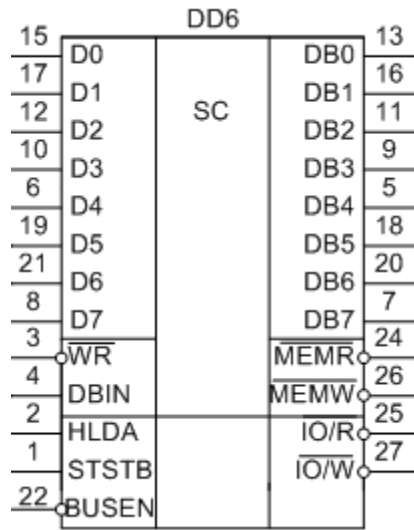 DD6
15 D0 SC DB0 13
17 D1 DB1 16
12 D2 DB2 11
10 D3 DB3 9
6 D4 DB4 5
19 D5 DB5 18
21 D6 DB6 20
8 D7 DB7 7
3 WR MEMR 24
4 DBIN MEMW 26
2 HLDA IO/R 25
1 STSTB IO/W 27
22 BUSEN